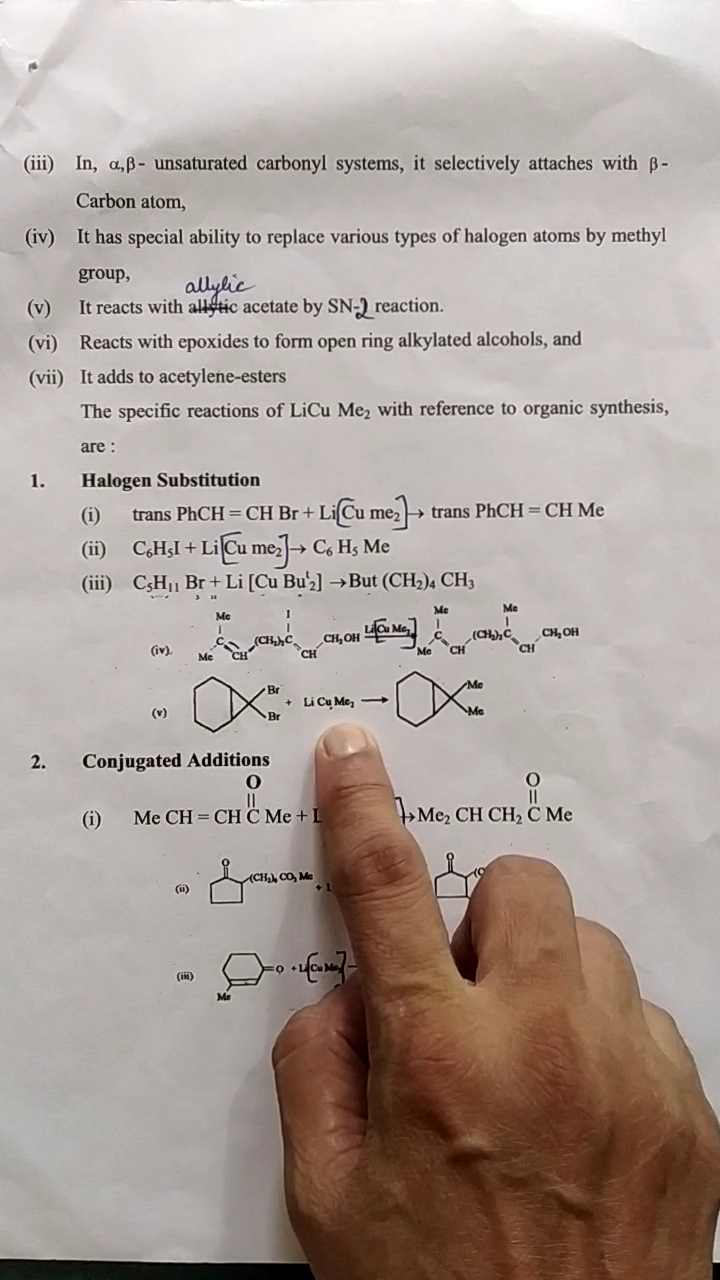 (iii) In, α,β- unsaturated carbonyl systems, it selectively attaches with β-
Carbon atom,
(iv) It has special ability to replace various types of halogen atoms by methyl
group,
allylic
(v) It reacts with allytic acetate by SN-2 reaction.
(vi) Reacts with epoxides to form open ring alkylated alcohols, and
(vii) It adds to acetylene-esters
The specific reactions of LiCu Me₂ with reference to organic synthesis,
are :
1. Halogen Substitution
(i) trans PhCH = CH Br + Li[Cu me₂] → trans PhCH = CH Me
(ii) C₆H₅I + Li[Cu me₂] → C₆ H₅ Me
(iii) C₅H₁₁ Br + Li [Cu Buᵗ₂] →But (CH₂)₄ CH₃
Me I Me Me
(iv). Me C CH (CH₂)₂C CH CH₂OH Li[Cu Me₂] Me C CH (CH₂)₂C CH CH₂OH
(v) Br Br + Li Cu Me₂ → Me Me
2. Conjugated Additions
O O
(i) Me CH = CH C Me + L ]→Me₂ CH CH₂ C Me
(ii) O (CH₂)₆ CO₂ Me + L O
(iii) Me =O + Li[Cu Me₂]